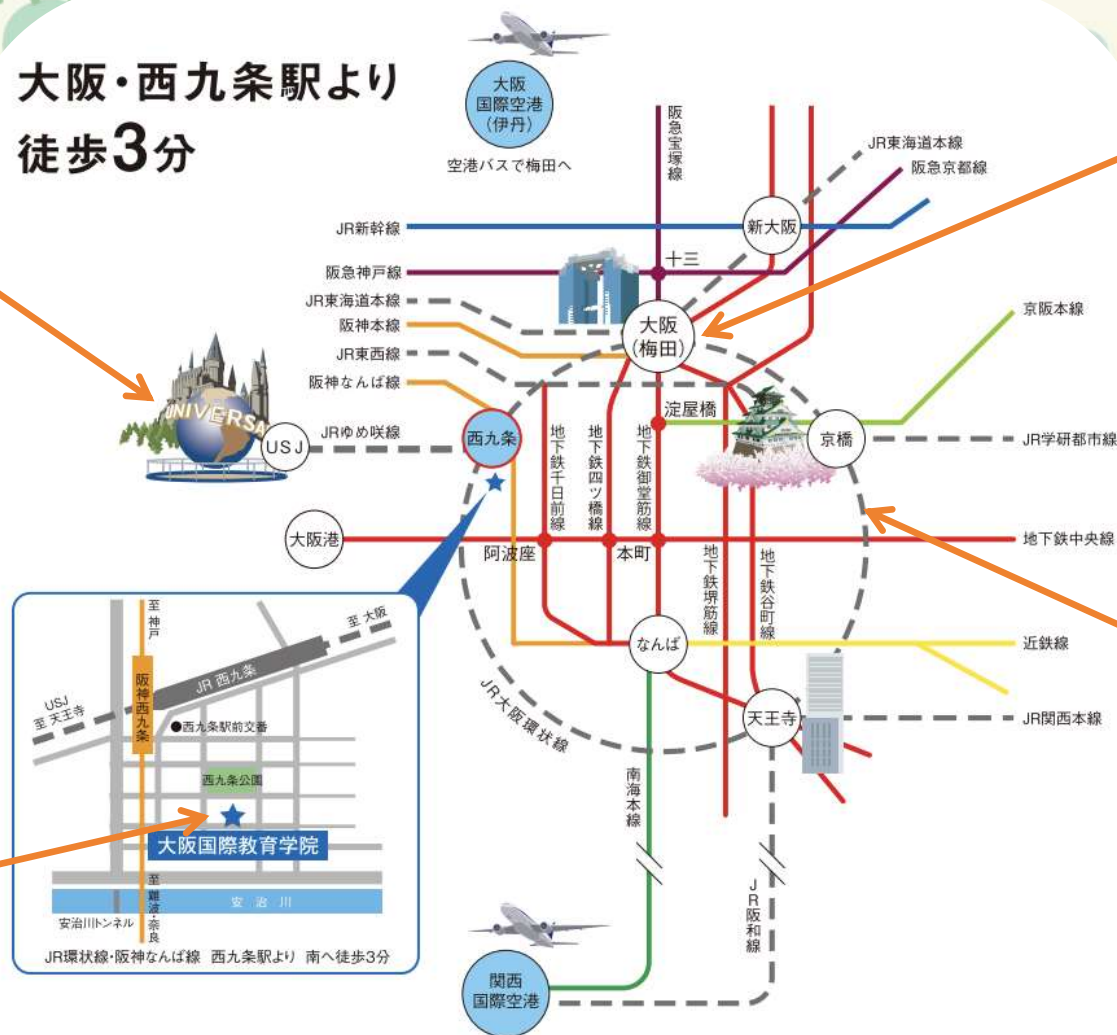 大阪・西九条駅より
徒歩3分
大阪
国際空港
（伊丹）
空港バスで梅田へ
阪急宝塚線
JR東海道本線
阪急京都線
JR新幹線
新大阪
阪急神戸線
十三
JR東海道本線
阪神本線
大阪
（梅田）
京阪本線
JR東西線
阪神なんば線
淀屋橋
UNIVERSA
USJ
JRゆめ咲線
西九条
京橋
JR学研都市線
地下鉄千日前線
地下鉄四ツ橋線
地下鉄御堂筋線
大阪港
阿波座
本町
地下鉄中央線
地下鉄堺筋線
地下鉄谷町線
なんば
近鉄線
JR大阪環状線
天王寺
JR関西本線
南海本線
JR阪和線
関西
国際空港
至 神戸
至 大阪
JR 西九条
阪神西九条
USJ
至 天王寺
●西九条駅前交番
西九条公園
大阪国際教育学院
安治川
至 難波・奈良
安治川トンネル
JR環状線・阪神なんば線 西九条駅より 南へ徒歩3分